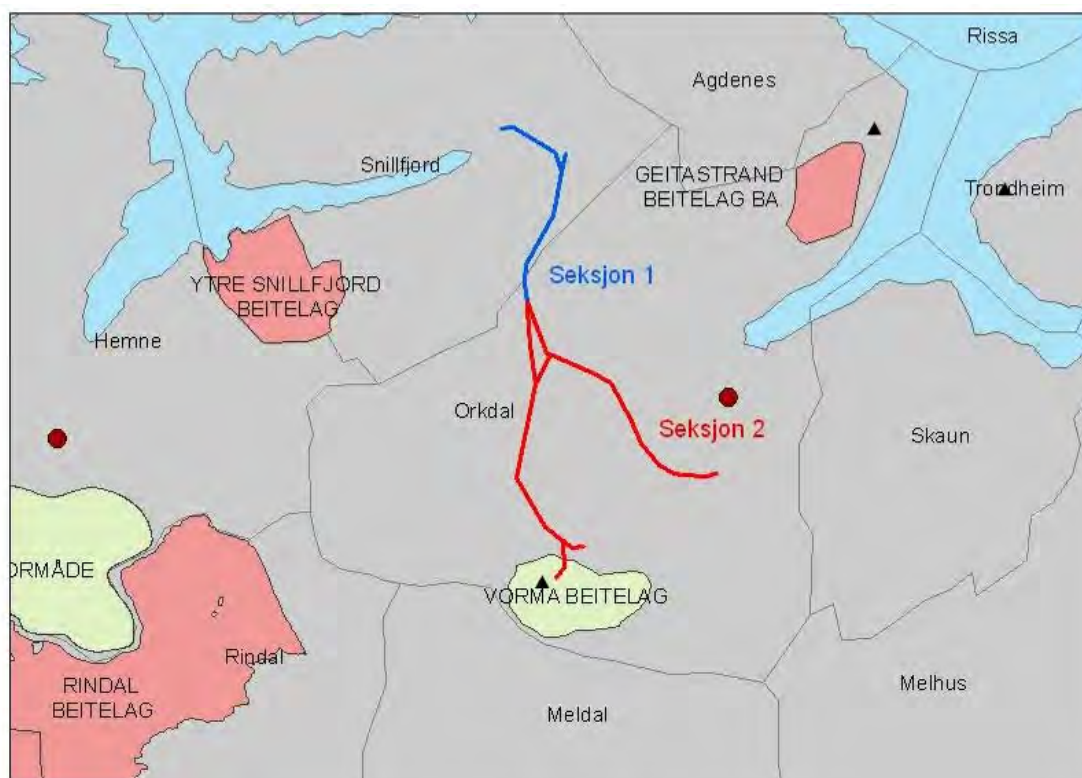 Rissa
Agdenes
Snillfjord
GEITASTRAND
BEITELAG BA
Trondheim
YTRE SNILLFJORD
BEITELAG
Seksjon 1
Hemne
Orkdal
Seksjon 2
Skaun
ORMÅDE
VORMA BEITELAG
Rindal
RINDAL
BEITELAG
Melhus
Meldal